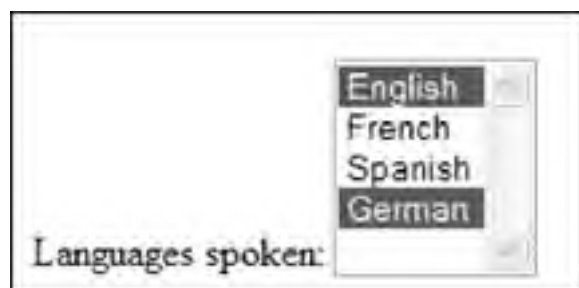 English
French
Spanish
German
Languages spoken: